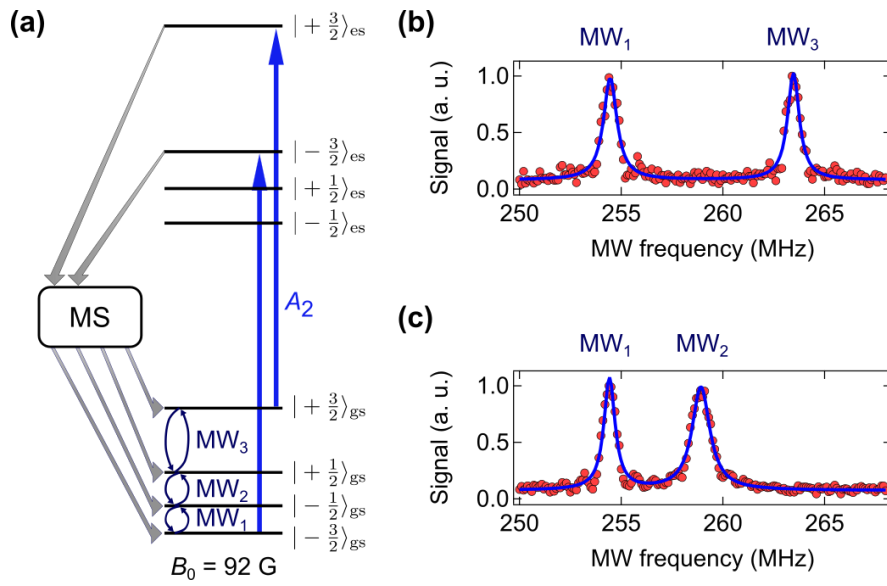 (a)
|+ 3/2⟩es
|− 3/2⟩es
|+ 1/2⟩es
|− 1/2⟩es
A2
MS
|+ 3/2⟩gs
MW3
|+ 1/2⟩gs
MW2
|− 1/2⟩gs
MW1
|− 3/2⟩gs
B0 = 92 G
(b)
MW1 MW3
Signal (a. u.)
1.0
0.5
0.0
250 255 260 265
MW frequency (MHz)
(c)
MW1 MW2
Signal (a. u.)
1.0
0.5
0.0
250 255 260 265
MW frequency (MHz)